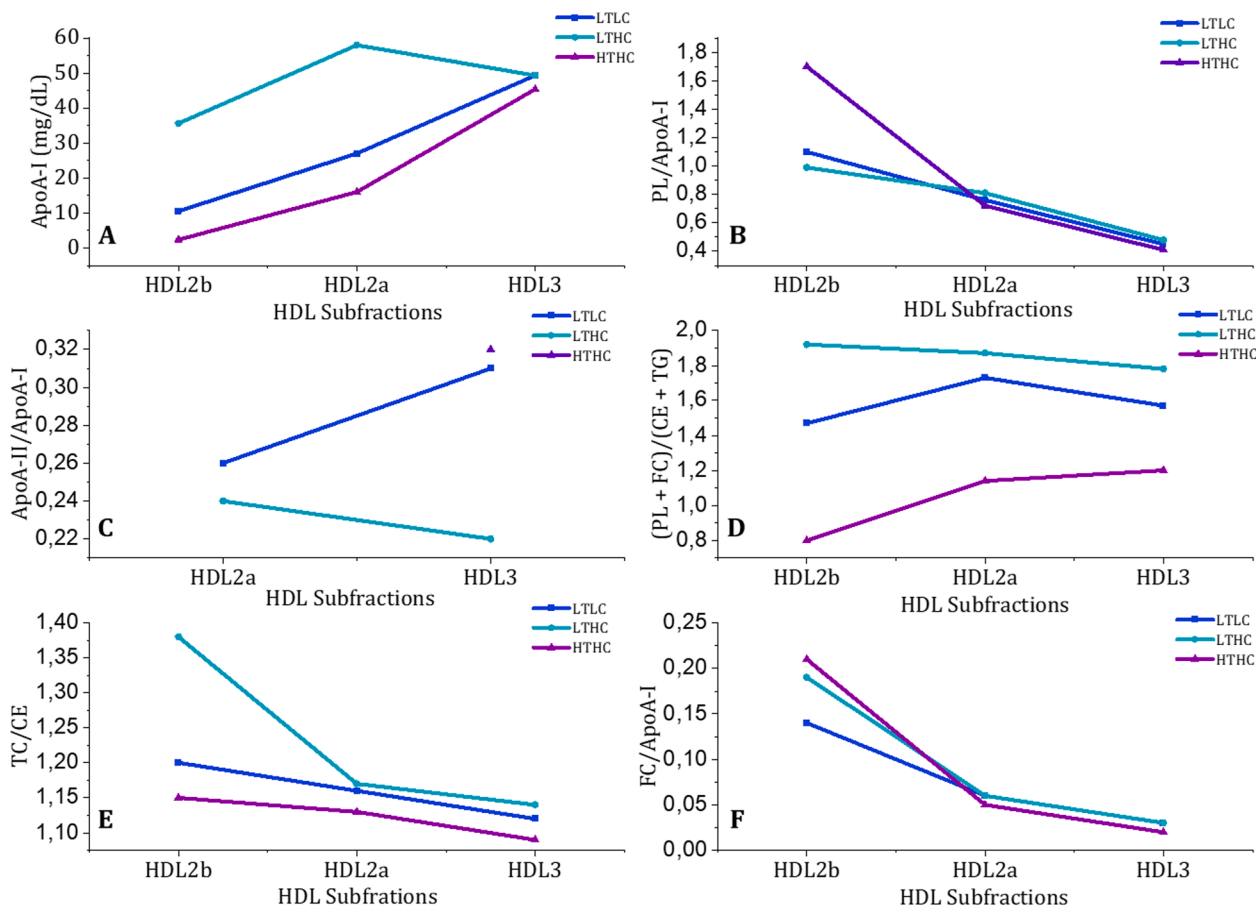 LTLC
LTHC
HTHC
60
50
40
30
20
10
0
ApoA-I (mg/dL)
A
HDL2b HDL2a HDL3
HDL Subfractions
LTLC
LTHC
HTHC
1,8
1,6
1,4
1,2
1,0
0,8
0,6
0,4
PL/ApoA-I
B
HDL2b HDL2a HDL3
HDL Subfractions
LTLC
LTHC
HTHC
0,32
0,30
0,28
0,26
0,24
0,22
ApoA-II/ApoA-I
C
HDL2a HDL3
HDL Subfractions
LTLC
LTHC
HTHC
2,0
1,8
1,6
1,4
1,2
1,0
0,8
(PL + FC)/(CE + TG)
D
HDL2b HDL2a HDL3
HDL Subfractions
LTLC
LTHC
HTHC
1,40
1,35
1,30
1,25
1,20
1,15
1,10
TC/CE
E
HDL2b HDL2a HDL3
HDL Subfrations
LTLC
LTHC
HTHC
0,25
0,20
0,15
0,10
0,05
0,00
FC/ApoA-I
F
HDL2b HDL2a HDL3
HDL Subfractions